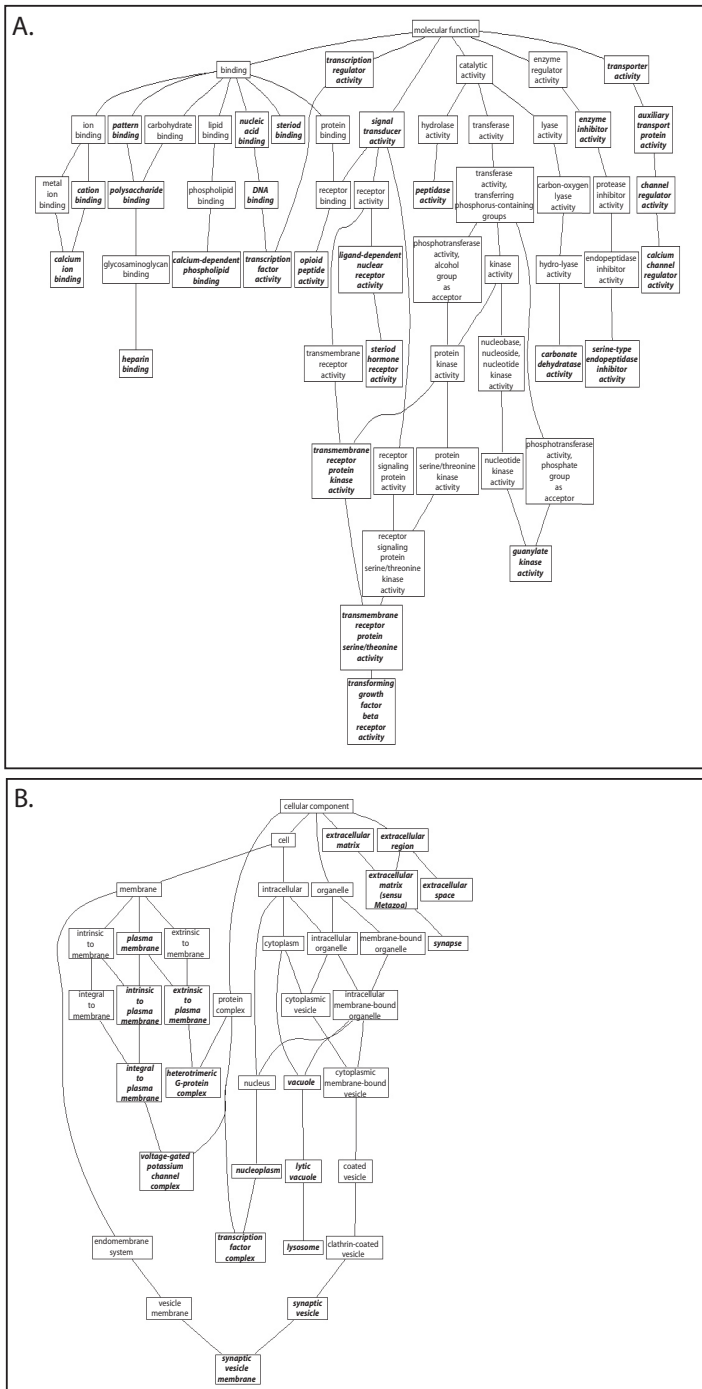 A.
molecular function
binding
transcription
regulator
activity
catalytic
activity
enzyme
regulator
activity
transporter
activity
ion
binding
pattern
binding
carbohydrate
binding
lipid
binding
nucleic
acid
binding
steriod
binding
protein
binding
signal
transducer
activity
hydrolase
activity
transferase
activity
lyase
activity
enzyme
inhibitor
activity
auxiliary
transport
protein
activity
metal
ion
binding
cation
binding
polysaccharide
binding
phospholipid
binding
DNA
binding
receptor
binding
receptor
activity
peptidase
activity
transferase
activity,
transferring
phosphorus-containing
groups
carbon-oxygen
lyase
activity
protease
inhibitor
activity
channel
regulator
activity
calcium
ion
binding
glycosaminoglycan
binding
calcium-dependent
phospholipid
binding
transcription
factor
activity
opioid
peptide
activity
ligand-dependent
nuclear
receptor
activity
phosphotransferase
activity,
alcohol
group
as
acceptor
kinase
activity
hydro-lyase
activity
endopeptidase
inhibitor
activity
calcium
channel
regulator
activity
heparin
binding
transmembrane
receptor
activity
steriod
hormone
receptor
activity
protein
kinase
activity
nucleobase,
nucleoside,
nucleotide
kinase
activity
carbonate
dehydratase
activity
serine-type
endopeptidase
inhibitor
activity
transmembrane
receptor
protein
kinase
activity
receptor
signaling
protein
activity
protein
serine/threonine
kinase
activity
nucleotide
kinase
activity
phosphotransferase
activity,
phosphate
group
as
acceptor
receptor
signaling
protein
serine/threonine
kinase
activity
guanylate
kinase
activity
transmembrane
receptor
protein
serine/theonine
activity
transforming
growth
factor
beta
receptor
activity
B.
cellular component
cell
extracellular
matrix
extracellular
region
membrane
intracellular
organelle
extracellular
matrix
(sensu
Metazoa)
extracellular
space
intrinsic
to
membrane
plasma
membrane
extrinsic
to
membrane
cytoplasm
intracellular
organelle
membrane-bound
organelle
synapse
integral
to
membrane
intrinsic
to
plasma
membrane
extrinsic
to
plasma
membrane
protein
complex
cytoplasmic
vesicle
intracellular
membrane-bound
organelle
integral
to
plasma
membrane
heterotrimeric
G-protein
complex
nucleus
vacuole
cytoplasmic
membrane-bound
vesicle
voltage-gated
potassium
channel
complex
nucleoplasm
lytic
vacuole
coated
vesicle
endomembrane
system
transcription
factor
complex
lysosome
clathrin-coated
vesicle
vesicle
membrane
synaptic
vesicle
synaptic
vesicle
membrane